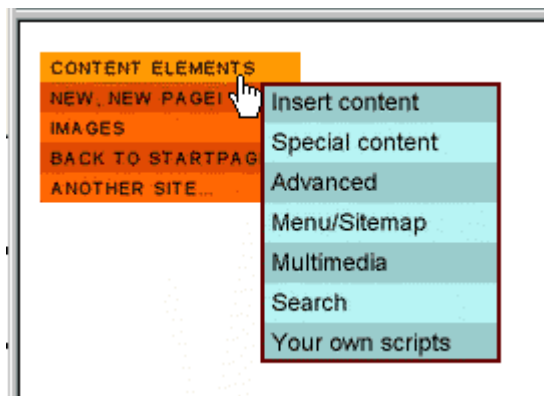 CONTENT ELEMENTS
NEW, NEW PAGE!
IMAGES
BACK TO STARTPAG
ANOTHER SITE...
Insert content
Special content
Advanced
Menu/Sitemap
Multimedia
Search
Your own scripts